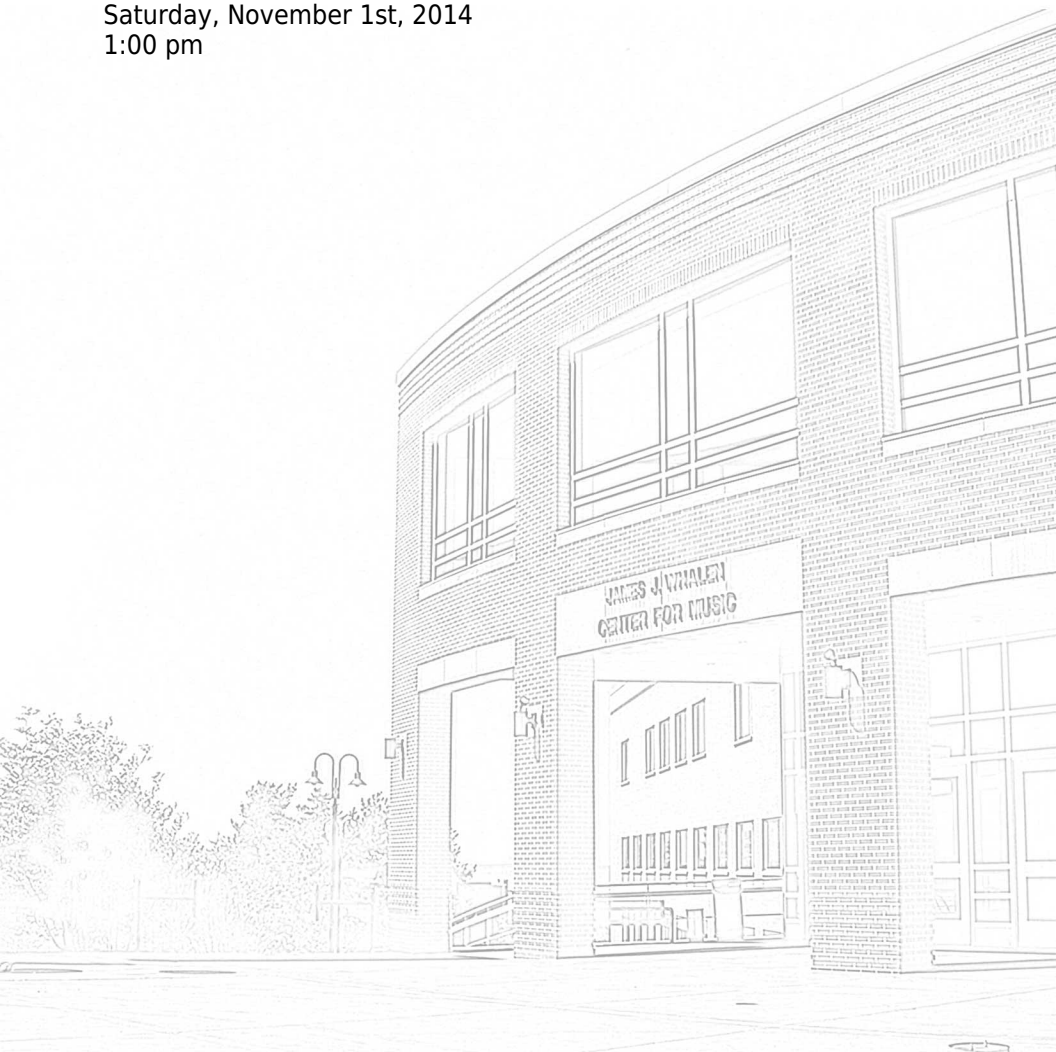 Saturday, November 1st, 2014
1:00 pm
JAMES J. WHALEN
CENTER FOR MUSIC